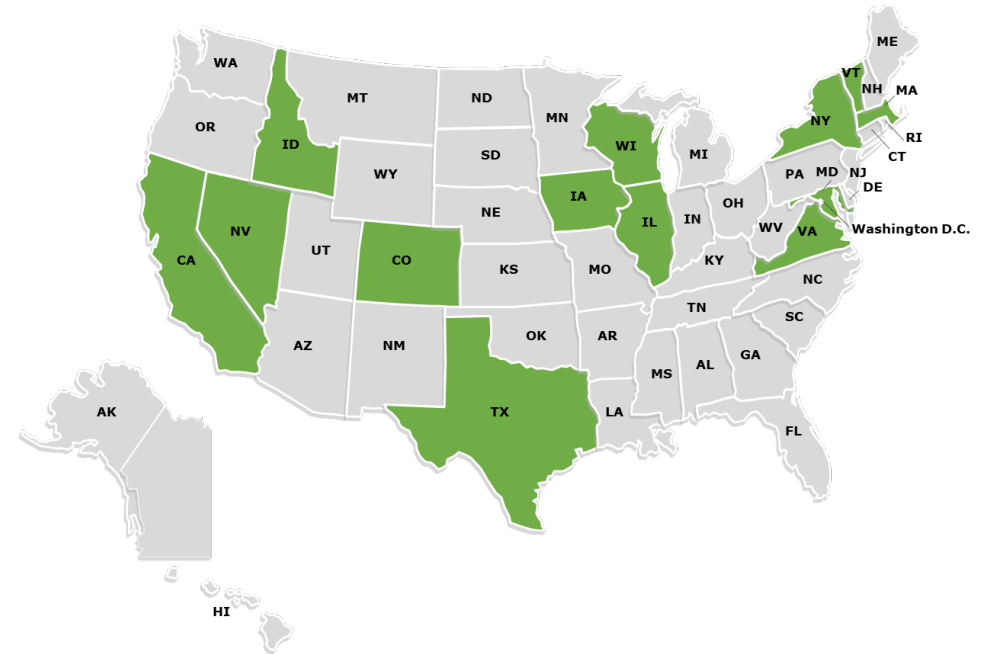 ME
WA
VT
NH
MA
MT
ND
MN
NY
OR
RI
ID
WI
MI
CT
SD
WY
PA
MD
NJ
DE
IA
OH
NE
IL
IN
WV
VA
Washington D.C.
NV
UT
CO
KS
MO
KY
CA
NC
TN
SC
AZ
NM
OK
AR
GA
AL
MS
AK
TX
LA
FL
HI